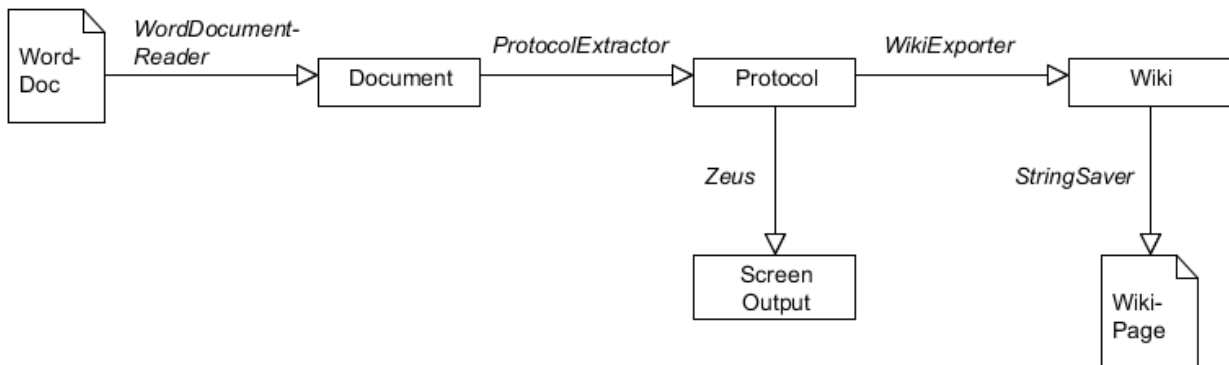 WordDocument-
Reader
ProtocolExtractor
WikiExporter
Word-
Doc
Document
Protocol
Wiki
Zeus
StringSaver
Screen
Output
Wiki-
Page